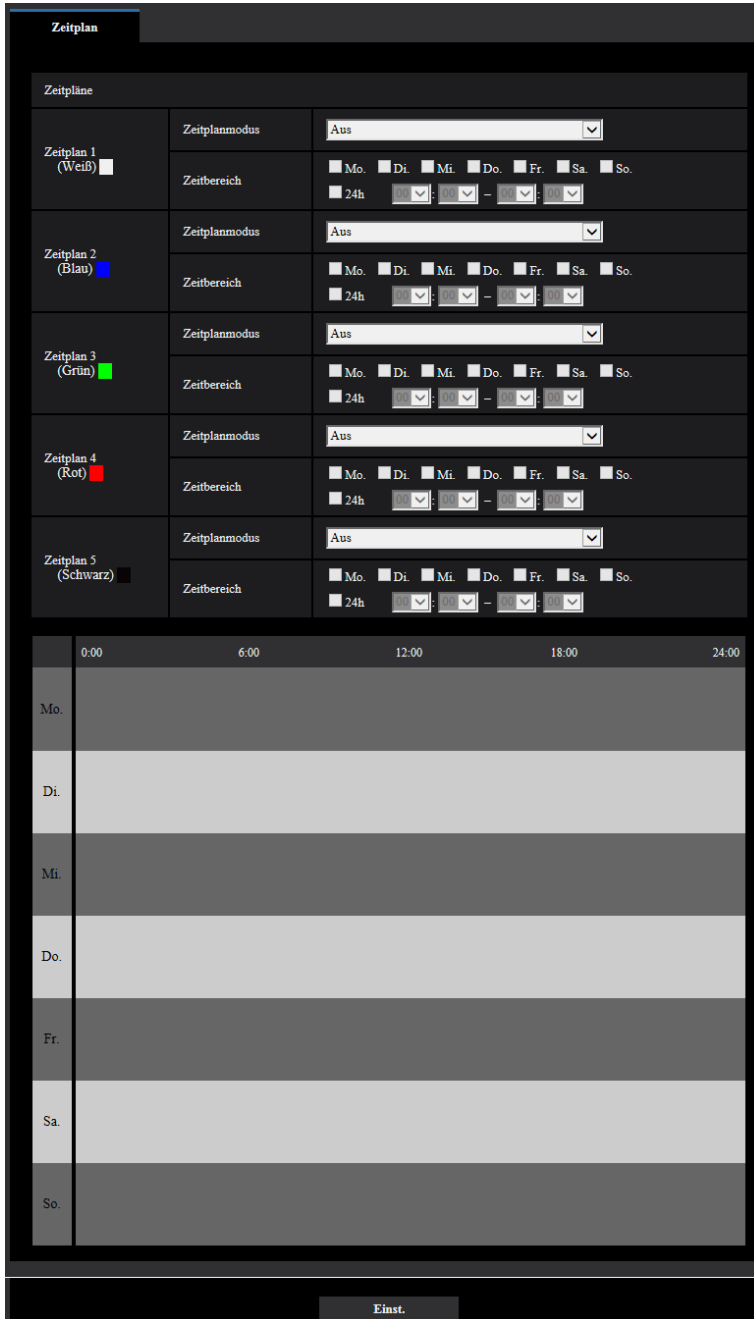 Zeitplan
Zeitpläne
Zeitplan 1
(Weiß)
Zeitplanmodus
Aus
Zeitbereich
Mo. Di. Mi. Do. Fr. Sa. So.
24h 00 : 00 – 00 : 00
Zeitplan 2
(Blau)
Zeitplanmodus
Aus
Zeitbereich
Mo. Di. Mi. Do. Fr. Sa. So.
24h 00 : 00 – 00 : 00
Zeitplan 3
(Grün)
Zeitplanmodus
Aus
Zeitbereich
Mo. Di. Mi. Do. Fr. Sa. So.
24h 00 : 00 – 00 : 00
Zeitplan 4
(Rot)
Zeitplanmodus
Aus
Zeitbereich
Mo. Di. Mi. Do. Fr. Sa. So.
24h 00 : 00 – 00 : 00
Zeitplan 5
(Schwarz)
Zeitplanmodus
Aus
Zeitbereich
Mo. Di. Mi. Do. Fr. Sa. So.
24h 00 : 00 – 00 : 00
0:00 6:00 12:00 18:00 24:00
Mo.
Di.
Mi.
Do.
Fr.
Sa.
So.
Einst.